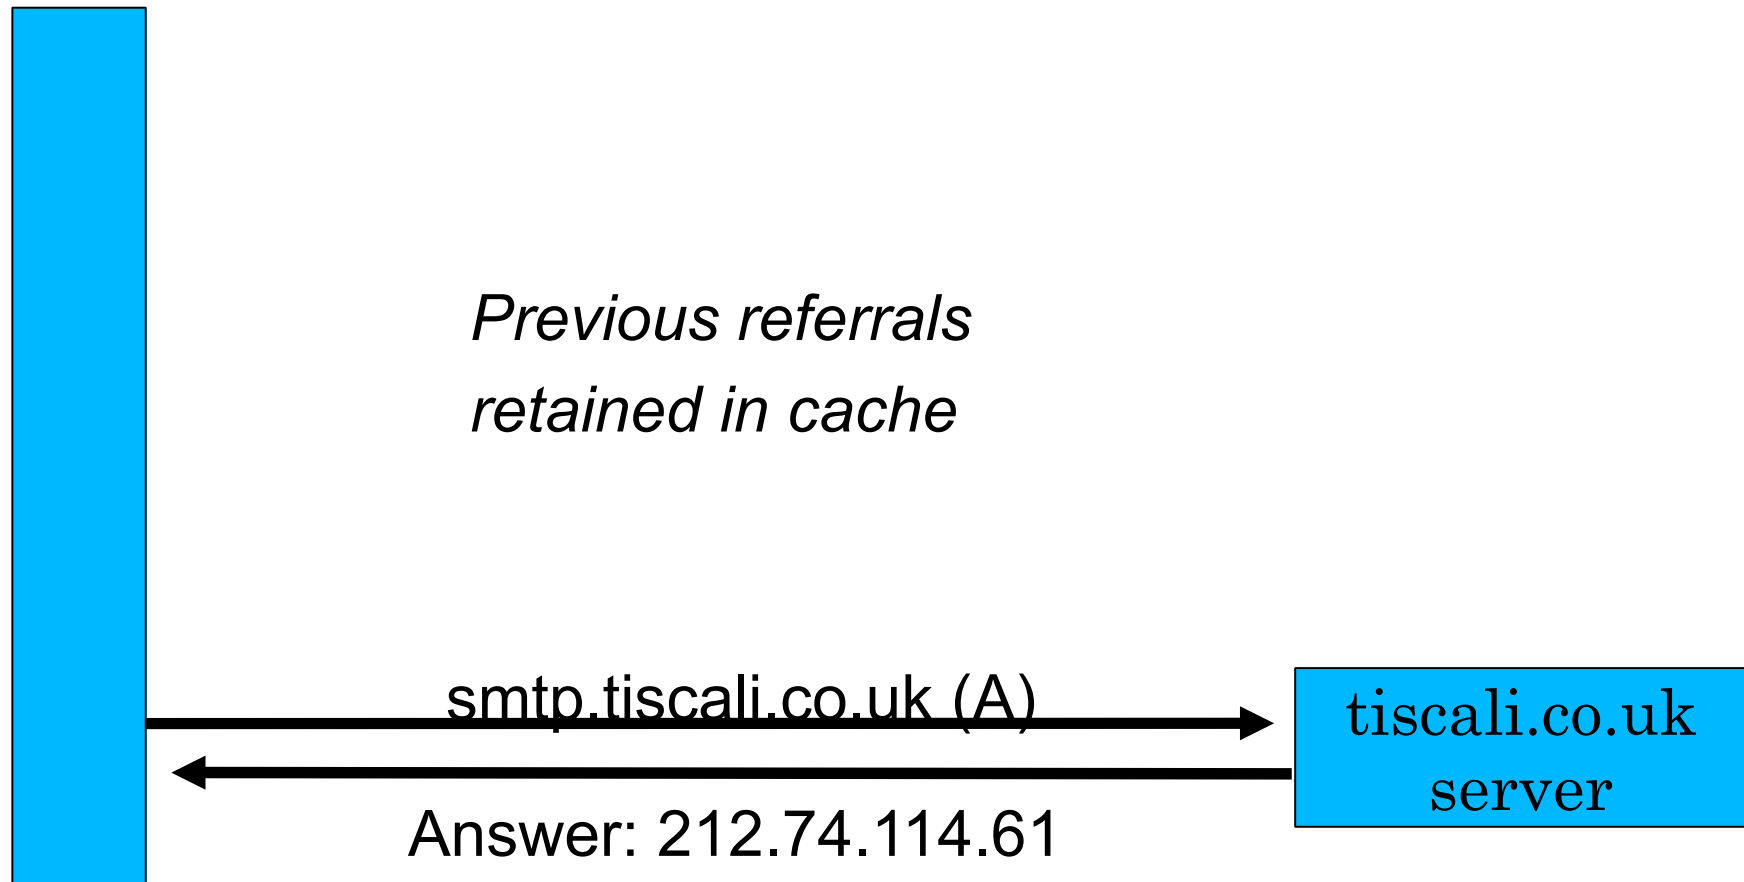 Previous referrals
retained in cache
smtp.tiscali.co.uk (A)
tiscali.co.uk
server
Answer: 212.74.114.61